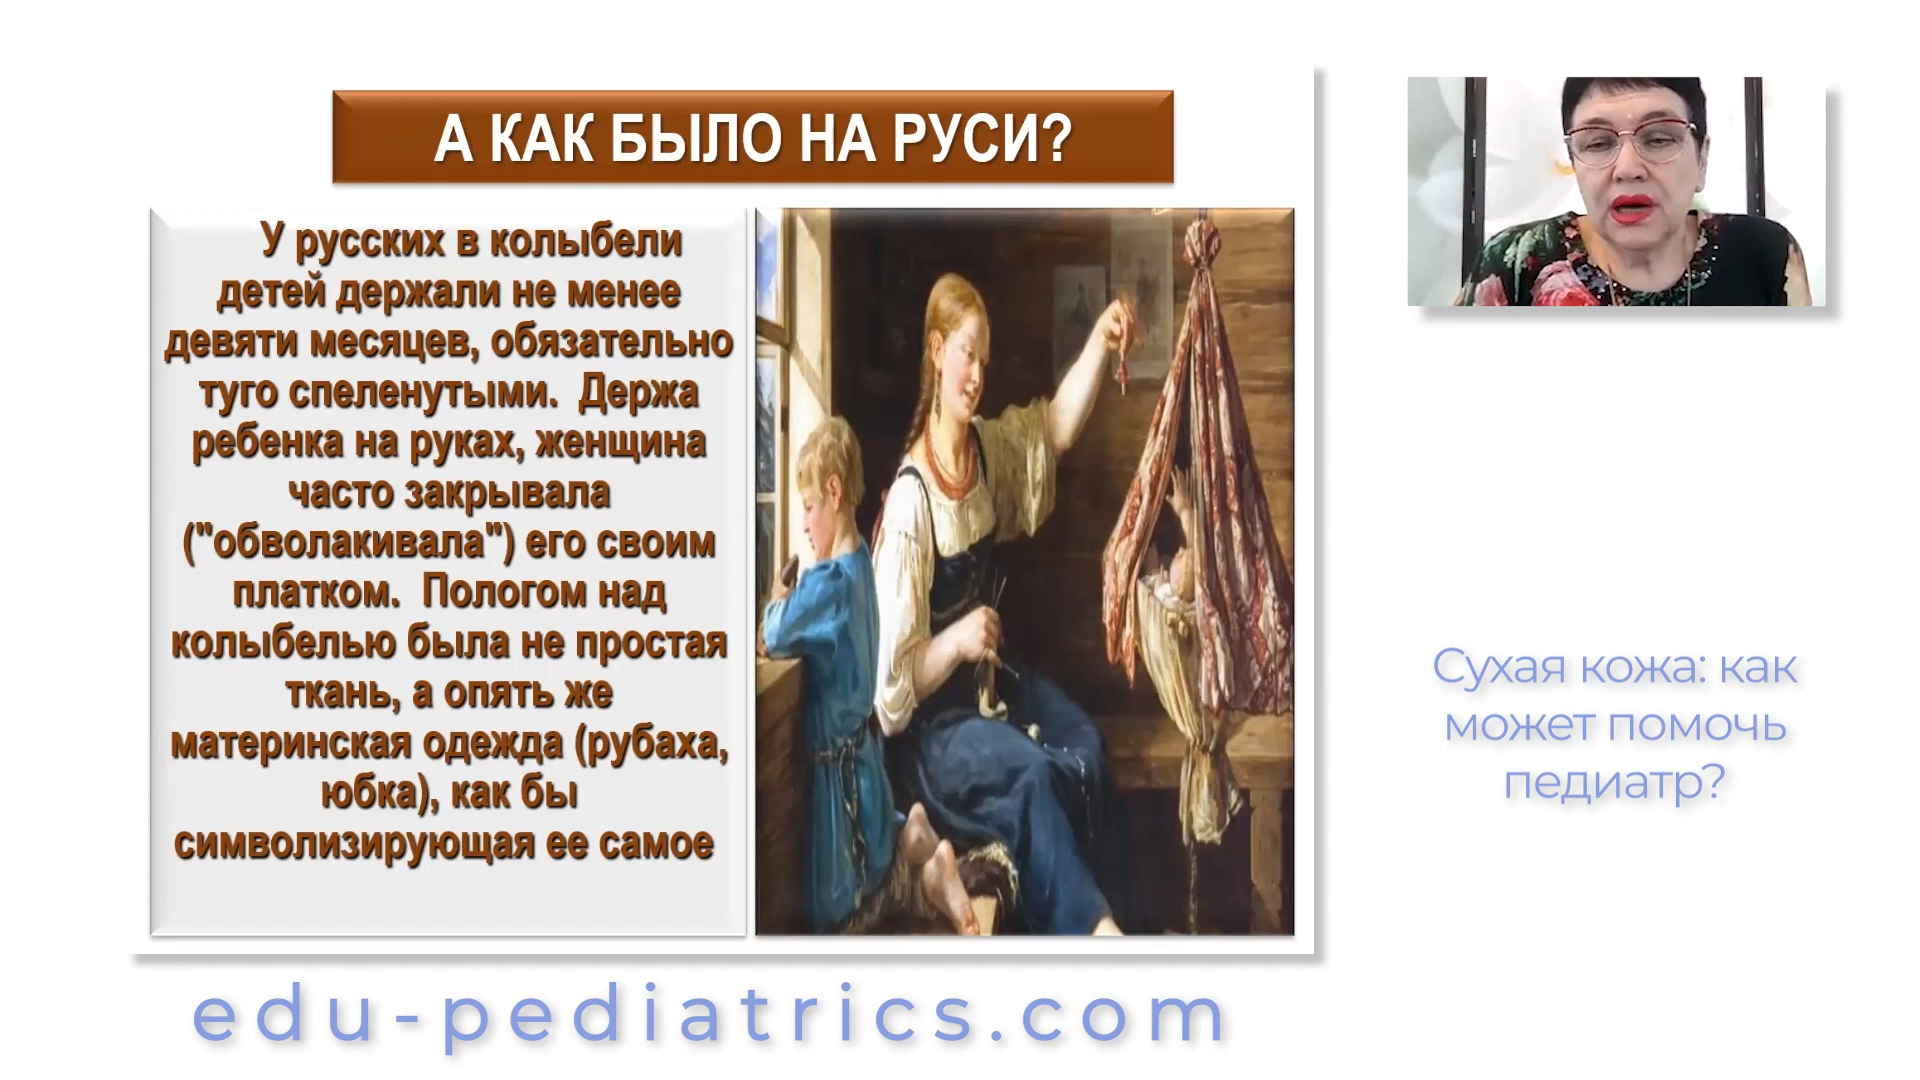 А КАК БЫЛО НА РУСИ?
У русских в колыбели
детей держали не менее
девяти месяцев, обязательно
туго спеленутыми. Держа
ребенка на руках, женщина
часто закрывала
("обволакивала") его своим
платком. Пологом над
колыбелью была не простая
ткань, а опять же
материнская одежда (рубаха,
юбка), как бы
символизирующая ее самое
Сухая кожа: как
может помочь
педиатр?
edu-pediatrics.com